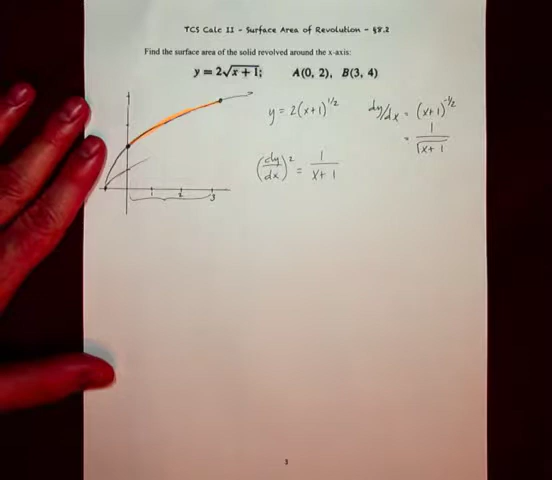 TCS Calc II - Surface Area of Revolution - §8.2
Find the surface area of the solid revolved around the x-axis:
y = 2√(x + 1); A(0, 2), B(3, 4)
y = 2(x+1)^1/2
dy/dx = (x+1)^-1/2
= 1/√(x+1)
(dy/dx)^2 = 1/(x+1)
1 2 3
3